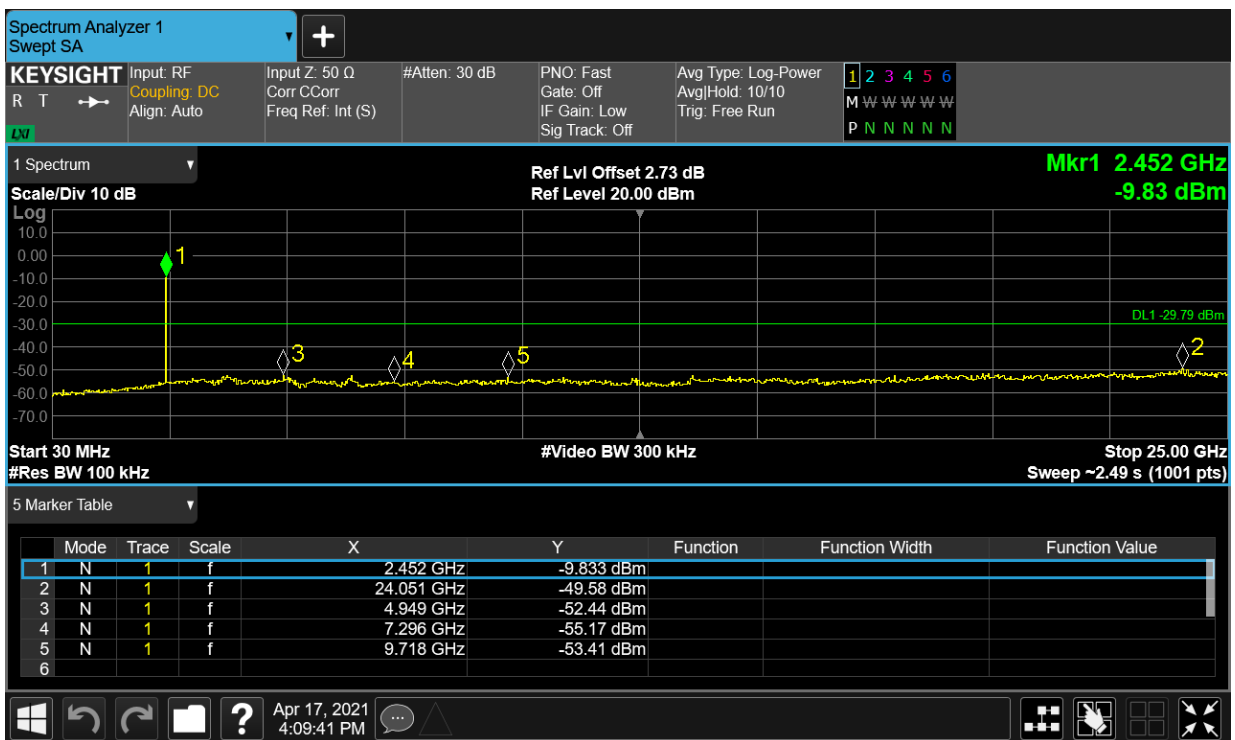 Spectrum Analyzer 1
Swept SA
+
KEYSIGHT
R T
LXI
Input: RF
Coupling: DC
Align: Auto
Input Z: 50 Ω
Corr CCorr
Freq Ref: Int (S)
#Atten: 30 dB
PNO: Fast
Gate: Off
IF Gain: Low
Sig Track: Off
Avg Type: Log-Power
Avg|Hold: 10/10
Trig: Free Run
1 2 3 4 5 6
M W W W W W
P N N N N N
1 Spectrum
Scale/Div 10 dB
Ref Lvl Offset 2.73 dB
Ref Level 20.00 dBm
Mkr1 2.452 GHz
-9.83 dBm
Log
10.0
0.00
-10.0
-20.0
-30.0
-40.0
-50.0
-60.0
-70.0
1
DL1 -29.79 dBm
3
4
5
2
Start 30 MHz
#Res BW 100 kHz
#Video BW 300 kHz
Stop 25.00 GHz
Sweep ~2.49 s (1001 pts)
5 Marker Table
Mode Trace Scale X Y Function Function Width Function Value
1 N 1 f 2.452 GHz -9.833 dBm
2 N 1 f 24.051 GHz -49.58 dBm
3 N 1 f 4.949 GHz -52.44 dBm
4 N 1 f 7.296 GHz -55.17 dBm
5 N 1 f 9.718 GHz -53.41 dBm
6
?
Apr 17, 2021
4:09:41 PM